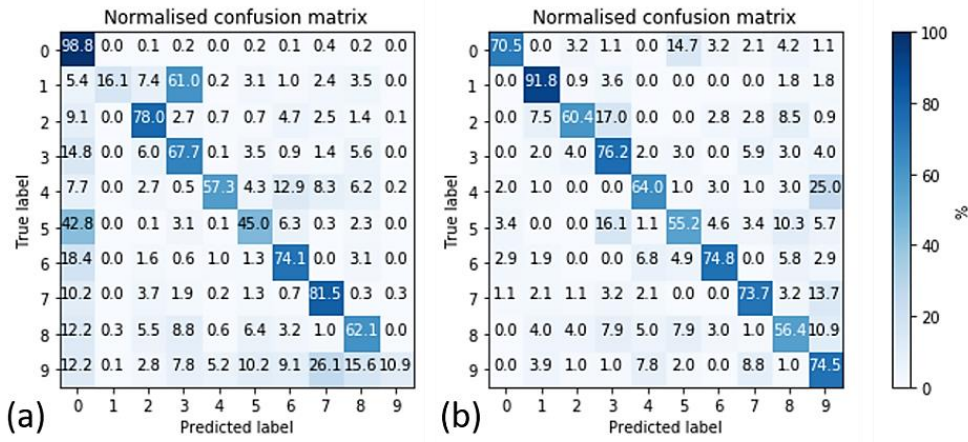 Normalised confusion matrix
0 98.8 0.0 0.1 0.2 0.0 0.2 0.1 0.4 0.2 0.0
1 5.4 16.1 7.4 61.0 0.2 3.1 1.0 2.4 3.5 0.0
2 9.1 0.0 78.0 2.7 0.7 0.7 4.7 2.5 1.4 0.1
3 14.8 0.0 6.0 67.7 0.1 3.5 0.9 1.4 5.6 0.0
4 7.7 0.0 2.7 0.5 57.3 4.3 12.9 8.3 6.2 0.2
5 42.8 0.0 0.1 3.1 0.1 45.0 6.3 0.3 2.3 0.0
6 18.4 0.0 1.6 0.6 1.0 1.3 74.1 0.0 3.1 0.0
7 10.2 0.0 3.7 1.9 0.2 1.3 0.7 81.5 0.3 0.3
8 12.2 0.3 5.5 8.8 0.6 6.4 3.2 1.0 62.1 0.0
9 12.2 0.1 2.8 7.8 5.2 10.2 9.1 26.1 15.6 10.9
0 1 2 3 4 5 6 7 8 9
True label
Predicted label
(a)
Normalised confusion matrix
0 70.5 0.0 3.2 1.1 0.0 14.7 3.2 2.1 4.2 1.1
1 0.0 91.8 0.9 3.6 0.0 0.0 0.0 0.0 1.8 1.8
2 0.0 7.5 60.4 17.0 0.0 0.0 2.8 2.8 8.5 0.9
3 0.0 2.0 4.0 76.2 2.0 3.0 0.0 5.9 3.0 4.0
4 2.0 1.0 0.0 0.0 64.0 1.0 3.0 1.0 3.0 25.0
5 3.4 0.0 0.0 16.1 1.1 55.2 4.6 3.4 10.3 5.7
6 2.9 1.9 0.0 0.0 6.8 4.9 74.8 0.0 5.8 2.9
7 1.1 2.1 1.1 3.2 2.1 0.0 0.0 73.7 3.2 13.7
8 0.0 4.0 4.0 7.9 5.0 7.9 3.0 1.0 56.4 10.9
9 0.0 3.9 1.0 1.0 7.8 2.0 0.0 8.8 1.0 74.5
0 1 2 3 4 5 6 7 8 9
True label
Predicted label
(b)
100
80
60
40
20
0
%